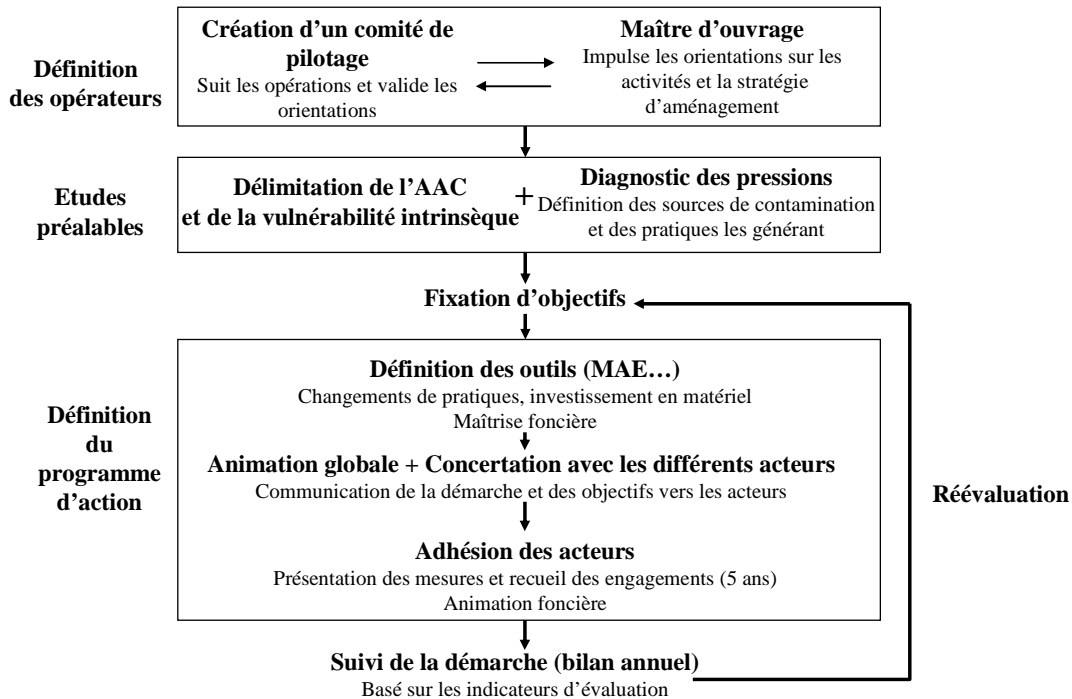 Définition
des opérateurs
Création d’un comité de
pilotage
Suit les opérations et valide les
orientations
Maître d’ouvrage
Impulse les orientations sur les
activités et la stratégie
d’aménagement
Etudes
préalables
Délimitation de l’AAC
et de la vulnérabilité intrinsèque
+
Diagnostic des pressions
Définition des sources de contamination
et des pratiques les générant
Fixation d’objectifs
Définition
du
programme
d’action
Définition des outils (MAE…)
Changements de pratiques, investissement en matériel
Maîtrise foncière
Animation globale + Concertation avec les différents acteurs
Communication de la démarche et des objectifs vers les acteurs
Adhésion des acteurs
Présentation des mesures et recueil des engagements (5 ans)
Animation foncière
Réévaluation
Suivi de la démarche (bilan annuel)
Basé sur les indicateurs d’évaluation